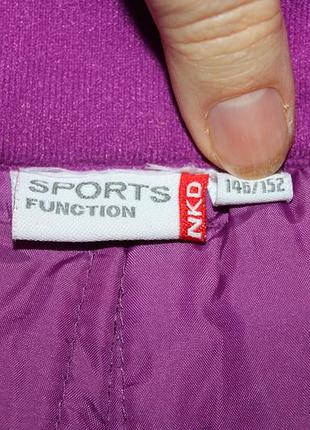 SPORTS
FUNCTION
NKD
146/152